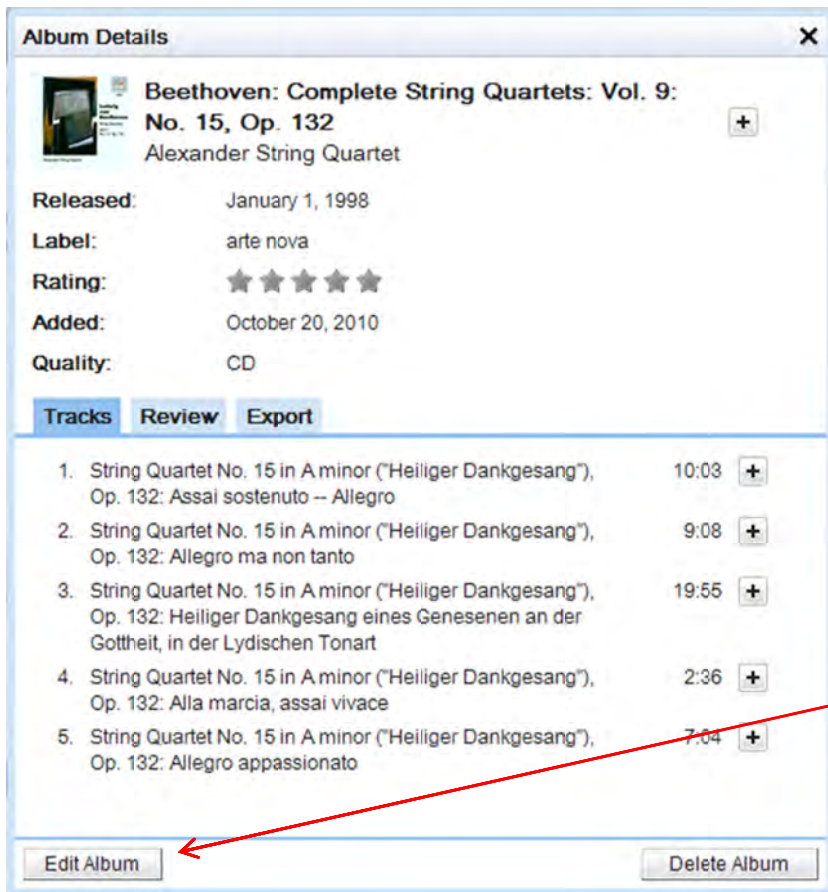 Album Details
Beethoven: Complete String Quartets: Vol. 9:
No. 15, Op. 132
Alexander String Quartet
Released: January 1, 1998
Label: arte nova
Rating:
Added: October 20, 2010
Quality: CD
Tracks Review Export
1. String Quartet No. 15 in A minor ("Heiliger Dankgesang"), 10:03 +
Op. 132: Assai sostenuto -- Allegro
2. String Quartet No. 15 in A minor ("Heiliger Dankgesang"), 9:08 +
Op. 132: Allegro ma non tanto
3. String Quartet No. 15 in A minor ("Heiliger Dankgesang"), 19:55 +
Op. 132: Heiliger Dankgesang eines Genesenen an der
Gottheit, in der Lydischen Tonart
4. String Quartet No. 15 in A minor ("Heiliger Dankgesang"), 2:36 +
Op. 132: Alla marcia, assai vivace
5. String Quartet No. 15 in A minor ("Heiliger Dankgesang"), 7:04 +
Op. 132: Allegro appassionato
Edit Album Delete Album